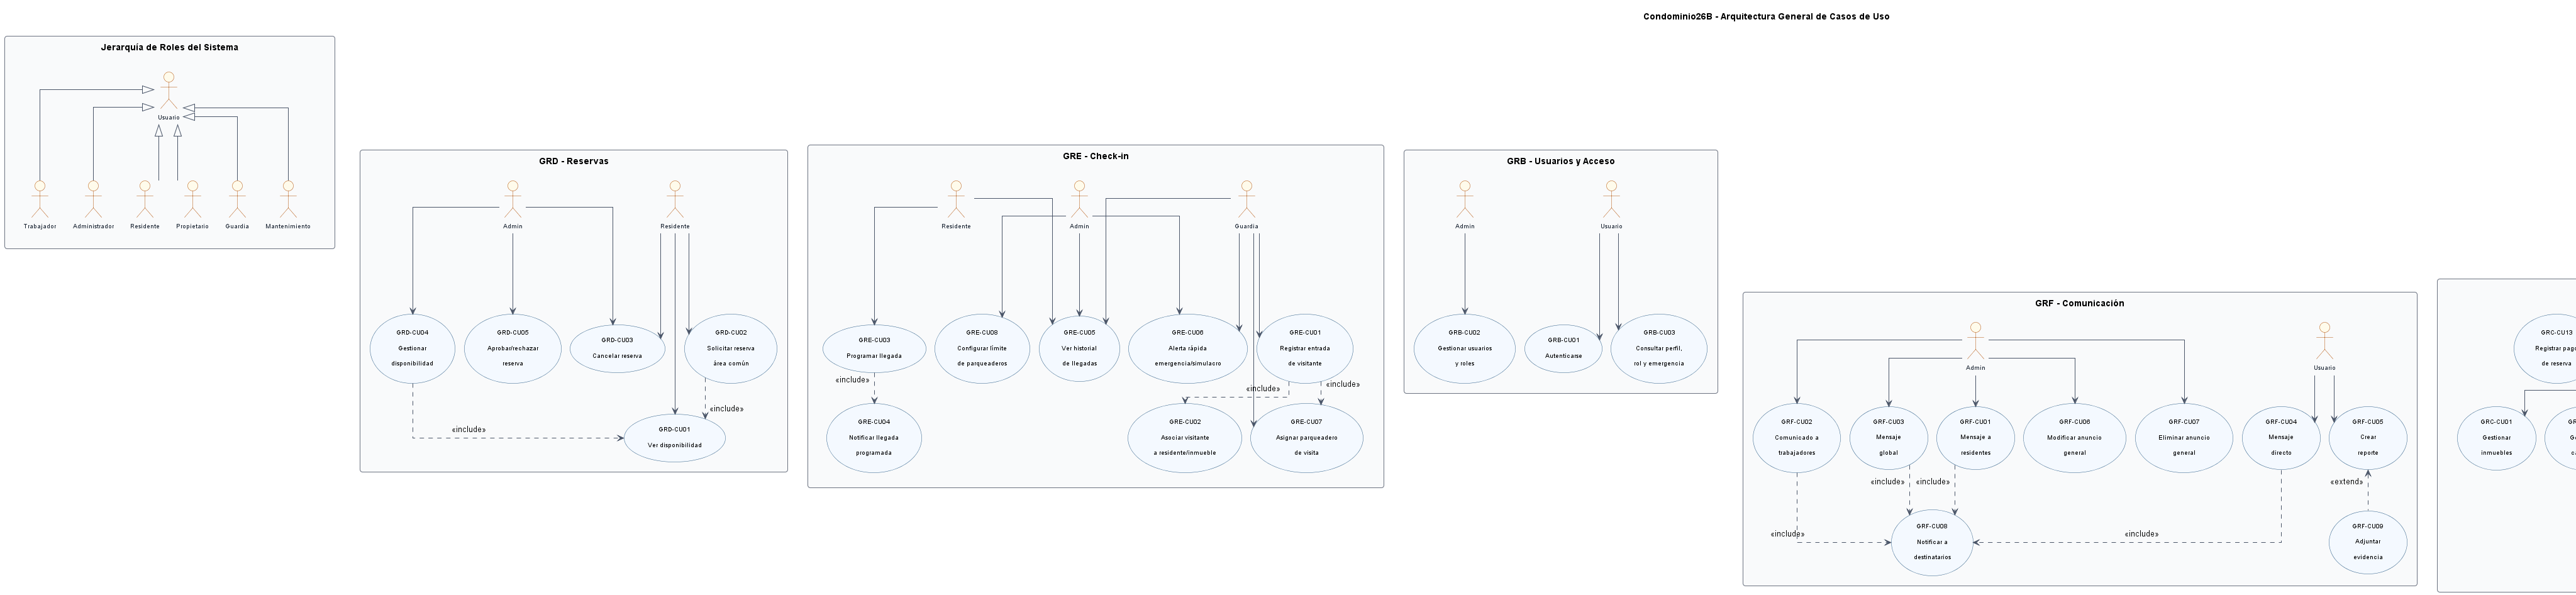 Condominio26B - Arquitectura General de Casos de Uso
Jerarquía de Roles del Sistema
Usuario
Trabajador
Administrador
Residente
Propietario
Guardia
Mantenimiento
GRD - Reservas
Admin
Residente
GRD-CU04
Gestionar
disponibilidad
GRD-CU05
Aprobar/rechazar
reserva
GRD-CU03
Cancelar reserva
GRD-CU02
Solicitar reserva
área común
«include»
«include»
GRD-CU01
Ver disponibilidad
GRE - Check-in
Residente
Admin
Guardia
GRE-CU03
Programar llegada
GRE-CU08
Configurar límite
de parqueaderos
GRE-CU05
Ver historial
de llegadas
GRE-CU06
Alerta rápida
emergencia/simulacro
GRE-CU01
Registrar entrada
de visitante
«include»
«include»
«include»
GRE-CU04
Notificar llegada
programada
GRE-CU02
Asociar visitante
a residente/inmueble
GRE-CU07
Asignar parqueadero
de visita
GRB - Usuarios y Acceso
Admin
Usuario
GRB-CU02
Gestionar usuarios
y roles
GRB-CU01
Autenticarse
GRB-CU03
Consultar perfil,
rol y emergencia
GRF - Comunicación
Admin
Usuario
GRF-CU02
Comunicado a
trabajadores
GRF-CU03
Mensaje
global
GRF-CU01
Mensaje a
residentes
GRF-CU06
Modificar anuncio
general
GRF-CU07
Eliminar anuncio
general
GRF-CU04
Mensaje
directo
GRF-CU05
Crear
reporte
«include»
«include»
«extend»
«include»
«include»
GRF-CU08
Notificar a
destinatarios
GRF-CU09
Adjuntar
evidencia
GRC-CU13
Registrar pago
de reserva
GRC-CU01
Gestionar
inmuebles